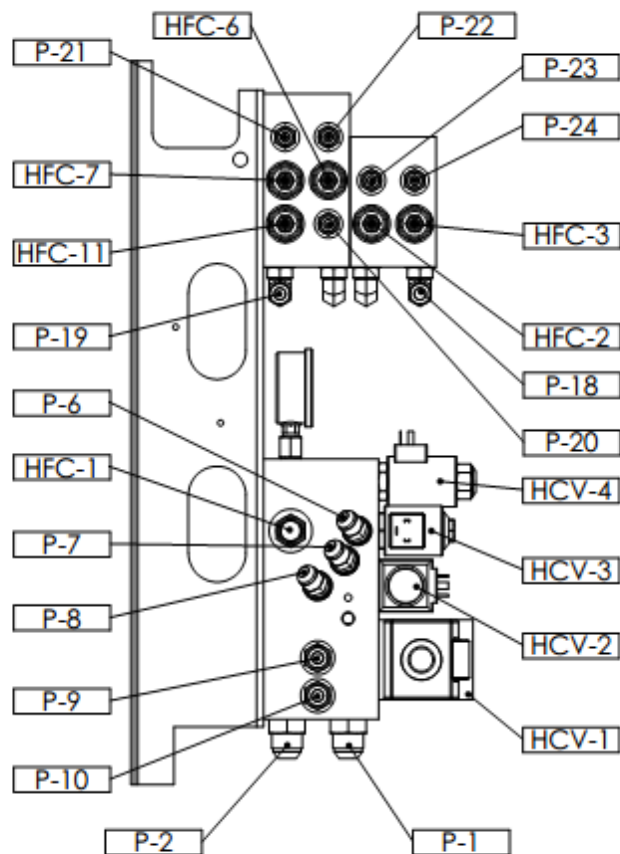 HFC-6
P-22
P-21
P-23
P-24
HFC-7
HFC-11
HFC-3
P-19
HFC-2
P-18
P-6
P-20
HFC-1
HCV-4
P-7
HCV-3
P-8
HCV-2
P-9
HCV-1
P-10
P-2
P-1